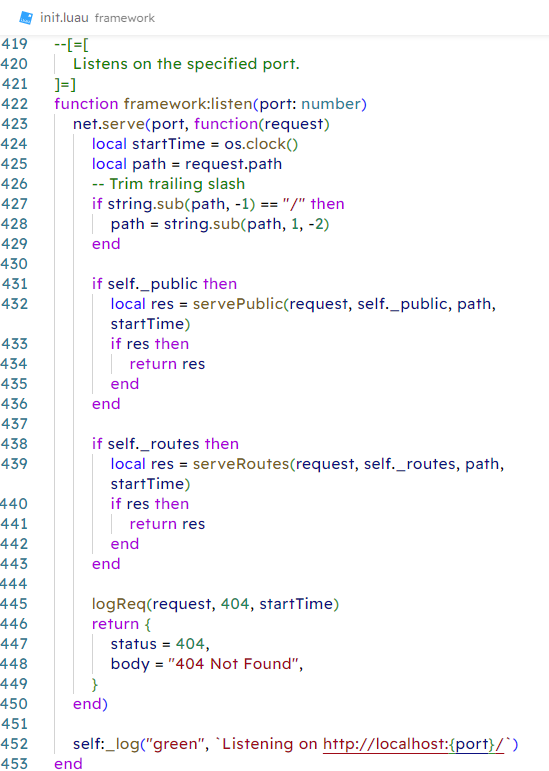 init.luau framework
419 --[=[
420     Listens on the specified port.
421 ]=]
422 function framework:listen(port: number)
423     net.serve(port, function(request)
424         local startTime = os.clock()
425         local path = request.path
426         -- Trim trailing slash
427         if string.sub(path, -1) == "/" then
428             path = string.sub(path, 1, -2)
429         end
430
431         if self._public then
432             local res = servePublic(request, self._public, path,
startTime)
433             if res then
434                 return res
435             end
436         end
437
438         if self._routes then
439             local res = serveRoutes(request, self._routes, path,
startTime)
440             if res then
441                 return res
442             end
443         end
444
445         logReq(request, 404, startTime)
446         return {
447             status = 404,
448             body = "404 Not Found",
449         }
450     end)
451
452     self:_log("green", `Listening on http://localhost:{port}/`)
453 end